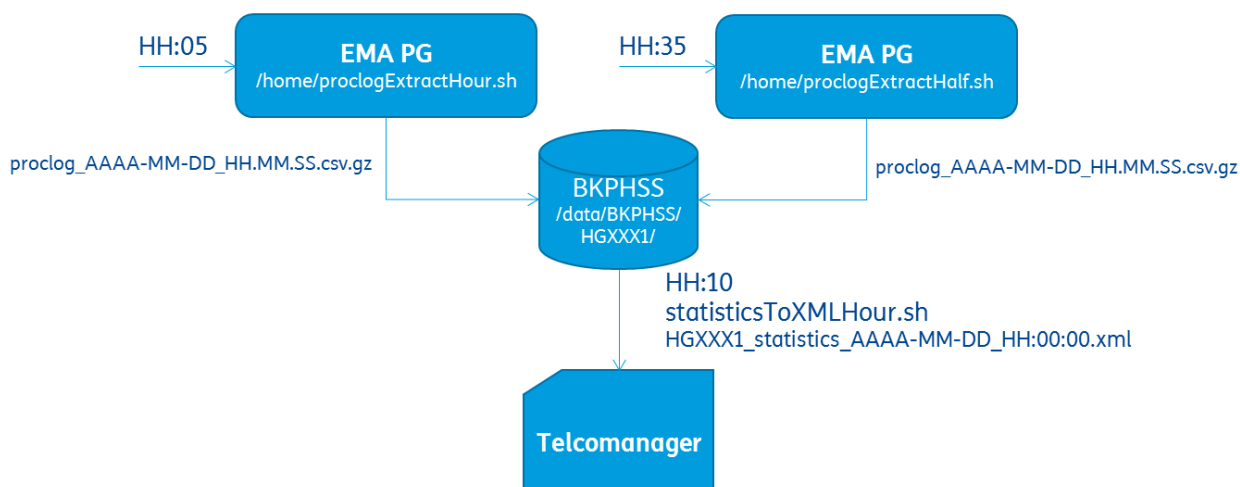 HH:05
EMA PG
/home/proclogExtractHour.sh
HH:35
EMA PG
/home/proclogExtractHalf.sh
proclog_AAAA-MM-DD_HH.MM.SS.csv.gz
proclog_AAAA-MM-DD_HH.MM.SS.csv.gz
BKPHSS
/data/BKPHSS/
HGXXX1/
HH:10
statisticsToXMLHour.sh
HGXXX1_statistics_AAAA-MM-DD_HH:00:00.xml
Telcomanager